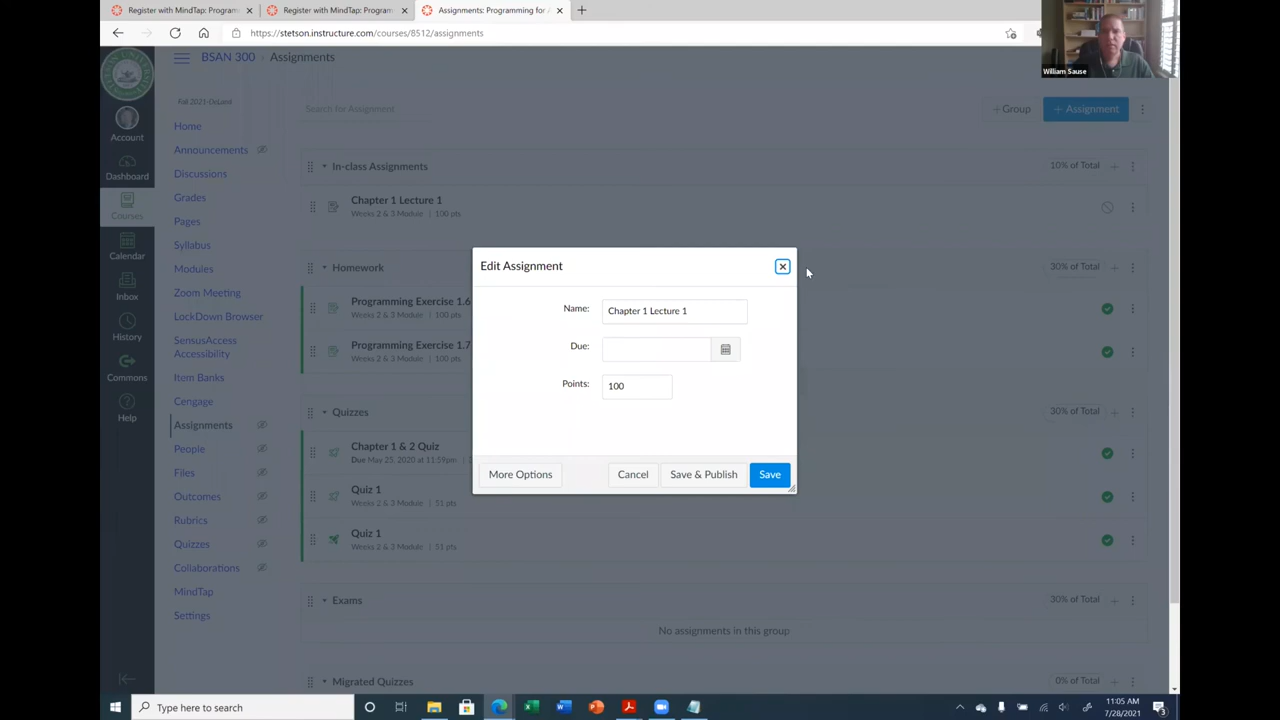 Register with MindTap: Program
Register with MindTap: Program
Assignments: Programming for A
https://stetson.instructure.com/courses/8512/assignments
William Sause
BSAN 300 › Assignments
Fall 2021-DeLand
Search for Assignment
+ Group
+ Assignment
Account
Dashboard
Courses
Calendar
Inbox
History
Commons
Help
Home
Announcements
Discussions
Grades
Pages
Syllabus
Modules
Zoom Meeting
LockDown Browser
SensusAccess
Accessibility
Item Banks
Cengage
Assignments
People
Files
Outcomes
Rubrics
Quizzes
Collaborations
MindTap
Settings
In-class Assignments
10% of Total
Chapter 1 Lecture 1
Weeks 2 & 3 Module | 100 pts
Homework
30% of Total
Programming Exercise 1.6
Weeks 2 & 3 Module | 100 pts
Programming Exercise 1.7
Weeks 2 & 3 Module | 100 pts
Quizzes
30% of Total
Chapter 1 & 2 Quiz
Due May 25, 2020 at 11:59pm
Quiz 1
Weeks 2 & 3 Module | 51 pts
Quiz 1
Weeks 2 & 3 Module | 51 pts
Exams
30% of Total
No assignments in this group
Migrated Quizzes
0% of Total
Edit Assignment
Name:
Chapter 1 Lecture 1
Due:
Points:
100
More Options
Cancel
Save & Publish
Save
Type here to search
11:05 AM
7/28/2021
3